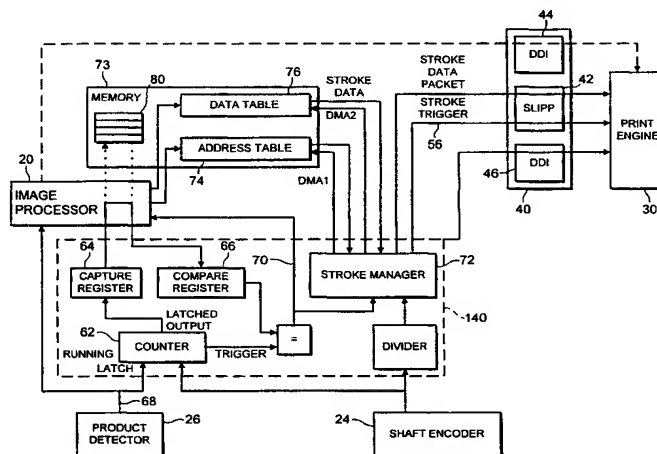 44
DDI
73
80
76
STROKE
DATA
STROKE
DATA
PACKET
42
MEMORY
DATA TABLE
SLIPP
STROKE
TRIGGER
DMA2
PRINT
ENGINE
ADDRESS TABLE
56
20
74
DMA1
46
DDI
30
IMAGE
PROCESSOR
40
64
66
70
72
CAPTURE
REGISTER
COMPARE
REGISTER
STROKE MANAGER
LATCHED
OUTPUT
62
140
COUNTER
=
DIVIDER
RUNNING
LATCH
TRIGGER
68
26
24
PRODUCT
DETECTOR
SHAFT ENCODER